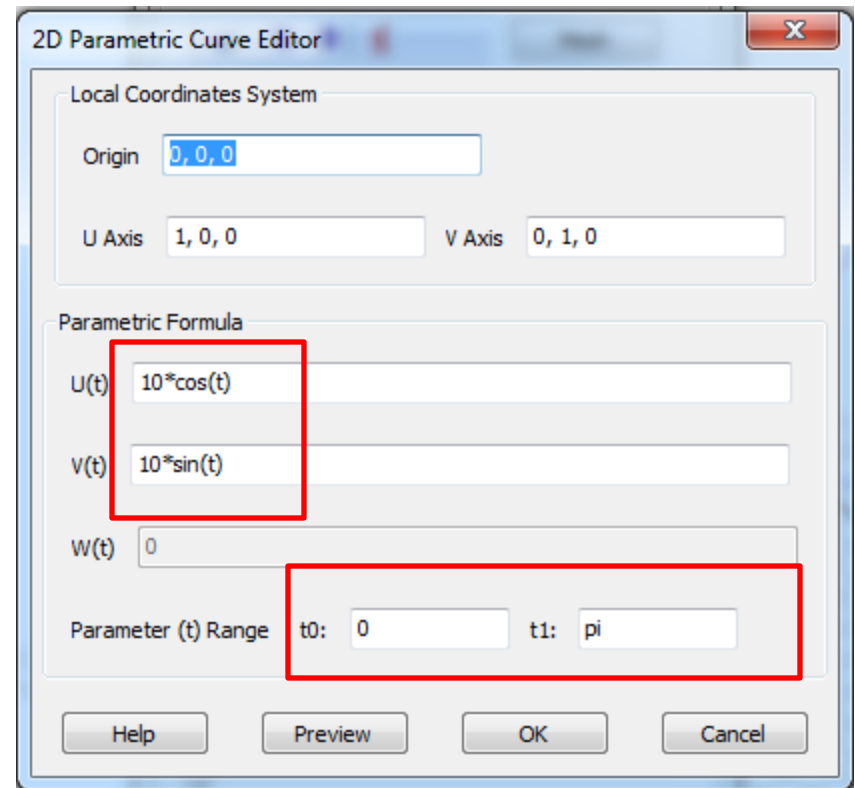 2D Parametric Curve Editor
Local Coordinates System
Origin 0, 0, 0
U Axis 1, 0, 0 V Axis 0, 1, 0
Parametric Formula
U(t) 10*cos(t)
V(t) 10*sin(t)
W(t) 0
Parameter (t) Range t0: 0 t1: pi
Help Preview OK Cancel